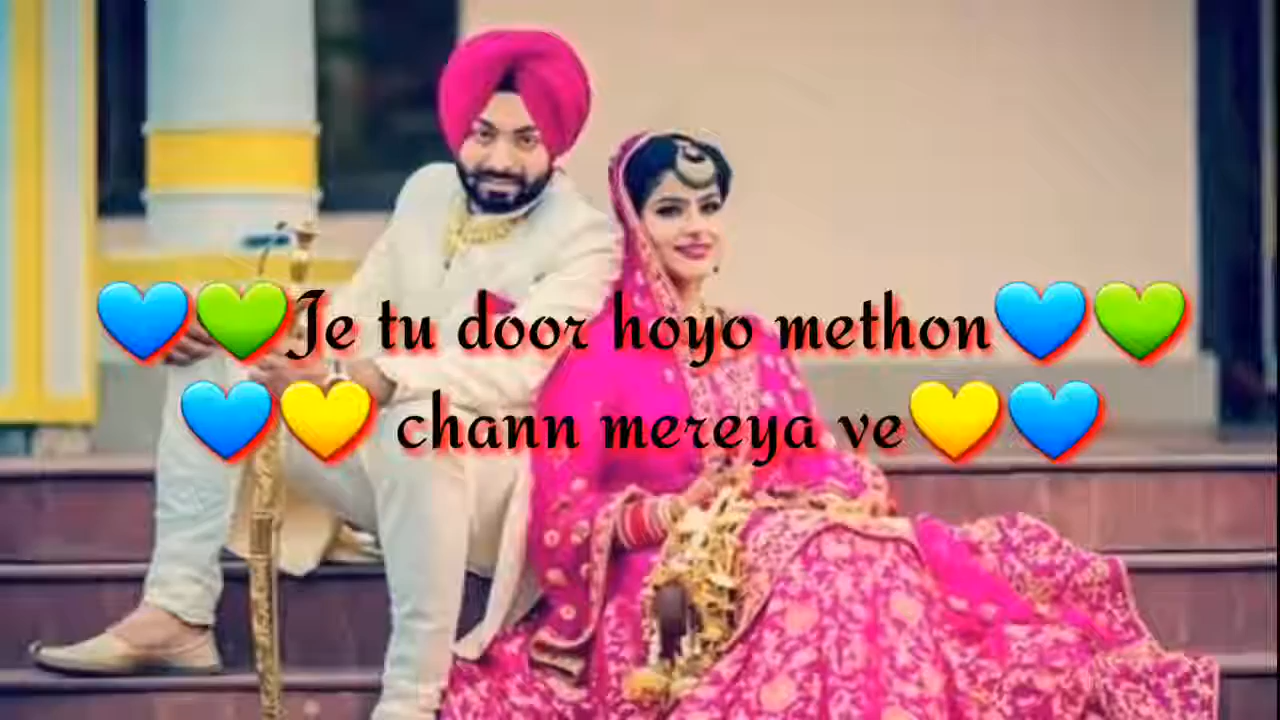 💙💚Je tu door hoyo methon💙💚
💙💛 chann mereya ve💛💙